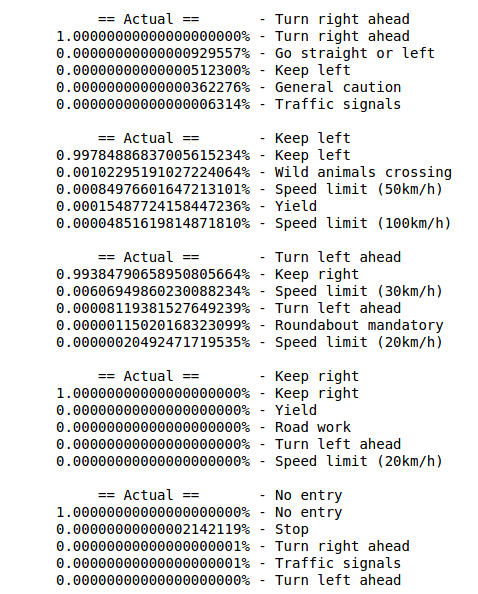 == Actual == - Turn right ahead
1.00000000000000000000% - Turn right ahead
0.00000000000000929557% - Go straight or left
0.00000000000000512300% - Keep left
0.00000000000000362276% - General caution
0.00000000000000006314% - Traffic signals
== Actual == - Keep left
0.99784886837005615234% - Keep left
0.00102295191027224064% - Wild animals crossing
0.00084976601647213101% - Speed limit (50km/h)
0.00015487724158447236% - Yield
0.00004851619814871810% - Speed limit (100km/h)
== Actual == - Turn left ahead
0.99384790658950805664% - Keep right
0.00606949860230088234% - Speed limit (30km/h)
0.00008119381527649239% - Turn left ahead
0.00000115020168323099% - Roundabout mandatory
0.00000020492471719535% - Speed limit (20km/h)
== Actual == - Keep right
1.00000000000000000000% - Keep right
0.00000000000000000000% - Yield
0.00000000000000000000% - Road work
0.00000000000000000000% - Turn left ahead
0.00000000000000000000% - Speed limit (20km/h)
== Actual == - No entry
1.00000000000000000000% - No entry
0.00000000000002142119% - Stop
0.00000000000000000001% - Turn right ahead
0.00000000000000000001% - Traffic signals
0.00000000000000000000% - Turn left ahead